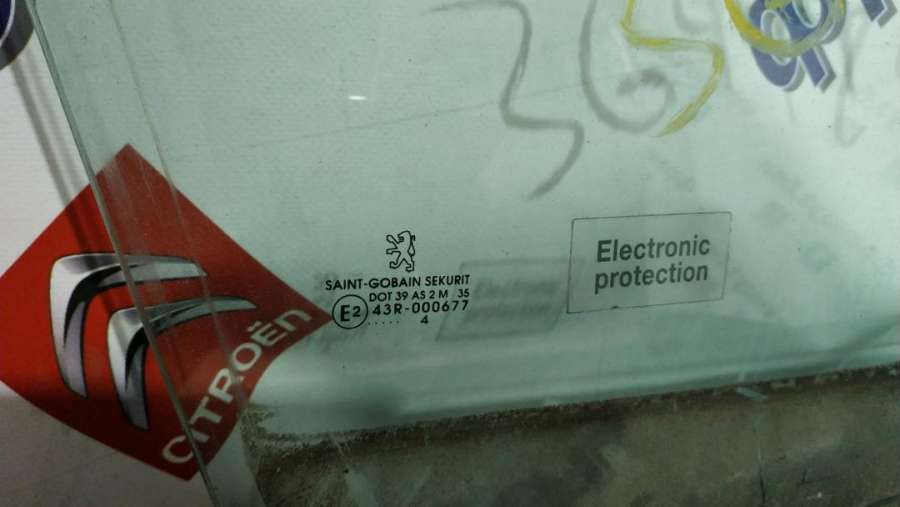 SAINT-GOBAIN SEKURIT
DOT 39 AS 2 M 35
E2 43R-000677
..... 4
Electronic
protection
CITROËN